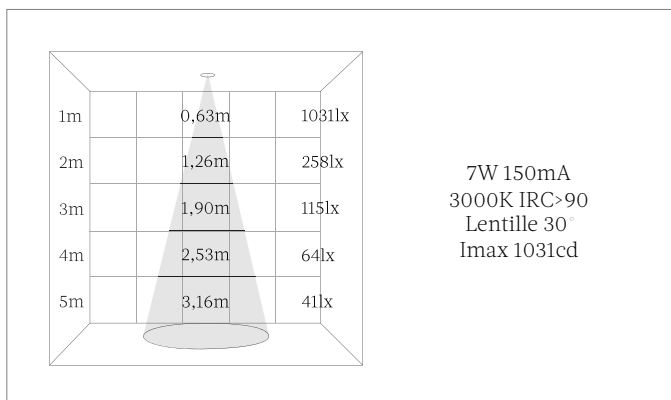 1m 0,63m 1031lx
2m 1,26m 258lx
3m 1,90m 115lx
4m 2,53m 64lx
5m 3,16m 41lx
7W 150mA
3000K IRC>90
Lentille 30°
Imax 1031cd